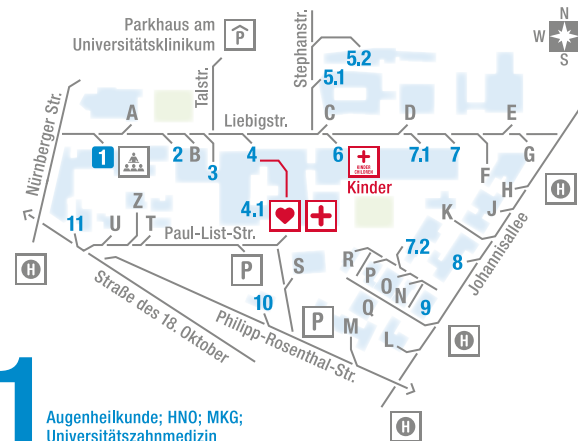 Parkhaus am
Universitätsklinikum
P
N
W
S
Stephanstr.
5.2
5.1
Talstr.
Nürnberger Str.
A
Liebigstr.
C
D
E
1
2
B
3
4
6
KINDER
CHILDREN
Kinder
7.1
7
F
G
H
H
J
K
4.1
Z
11
U
T
Paul-List-Str.
7.2
8
Johannisallee
H
P
S
R
P
O
N
9
Q
10
P
M
L
H
Straße des 18. Oktober
Philipp-Rosenthal-Str.
H
1
Augenheilkunde; HNO; MKG;
Universitätszahnmedizin